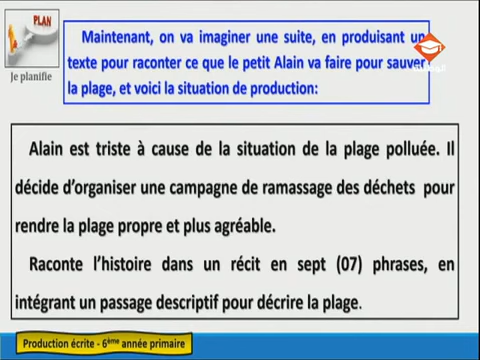 PLAN
Je planifie
Maintenant, on va imaginer une suite, en produisant un
texte pour raconter ce que le petit Alain va faire pour sauver
la plage, et voici la situation de production:
Alain est triste à cause de la situation de la plage polluée. Il
décide d’organiser une campagne de ramassage des déchets pour
rendre la plage propre et plus agréable.
Raconte l’histoire dans un récit en sept (07) phrases, en
intégrant un passage descriptif pour décrire la plage.
Production écrite - 6ème année primaire